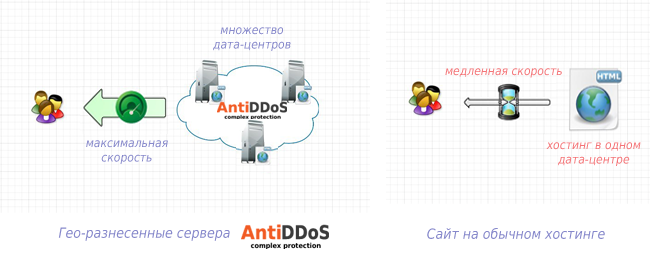 множество
дата-центров
AntiDDoS
complex protection
максимальная
скорость
Гео-разнесенные сервера AntiDDoS
complex protection
медленная скорость
HTML
хостинг в одном
дата-центре
Сайт на обычном хостинге